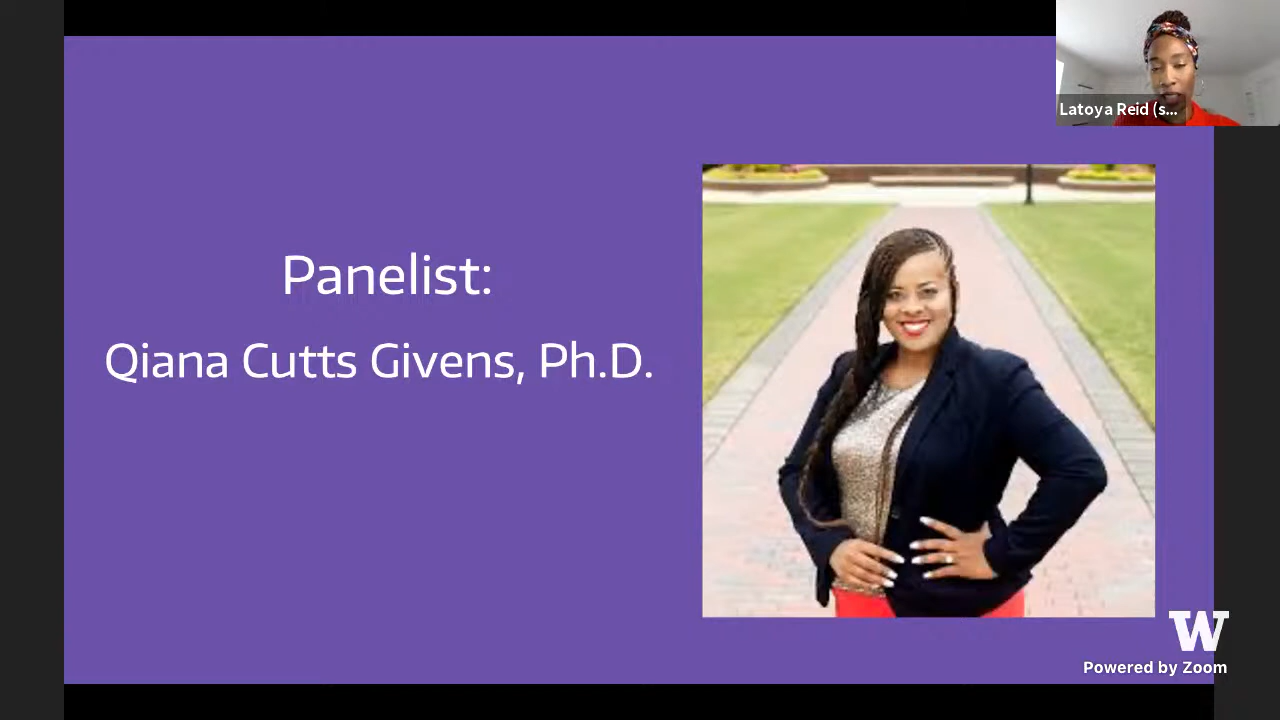 Latoya Reid (s...
Panelist:
Qiana Cutts Givens, Ph.D.
W
Powered by Zoom